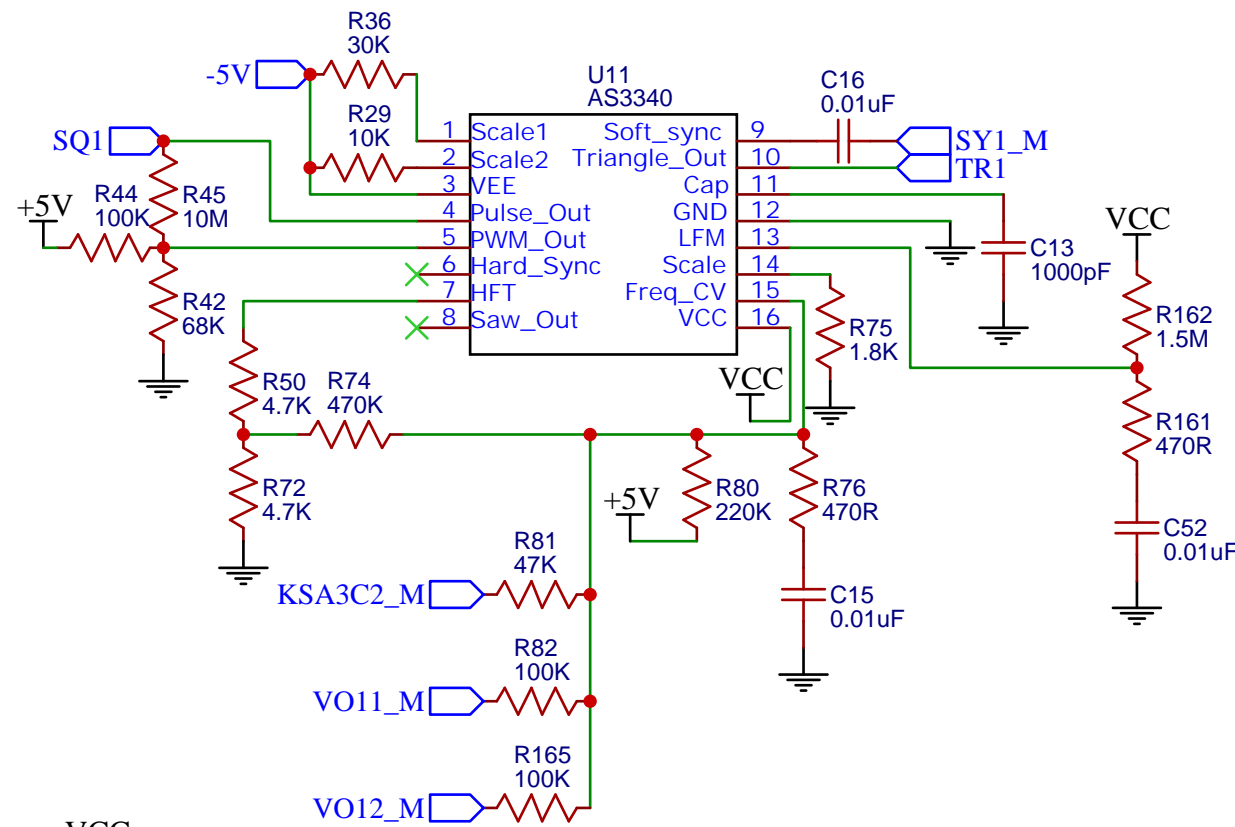 R36
30K
-5V
U11
AS3340
C16
0.01uF
R29
10K
1 Scale1
Soft_sync 9
SY1_M
SQ1
2 Scale2
Triangle_Out 10
TR1
3 VEE
Cap 11
R44
100K
R45
10M
4 Pulse_Out
GND 12
+5V
5 PWM_Out
LFM 13
VCC
C13
1000pF
6 Hard_Sync
Scale 14
7 HFT
Freq_CV 15
R42
68K
8 Saw_Out
VCC 16
R75
1.8K
R162
1.5M
VCC
R50
4.7K
R74
470K
R161
470R
R72
4.7K
+5V
R80
220K
R76
470R
C52
0.01uF
R81
47K
KSA3C2_M
C15
0.01uF
R82
100K
VO11_M
R165
100K
VO12_M
VCC